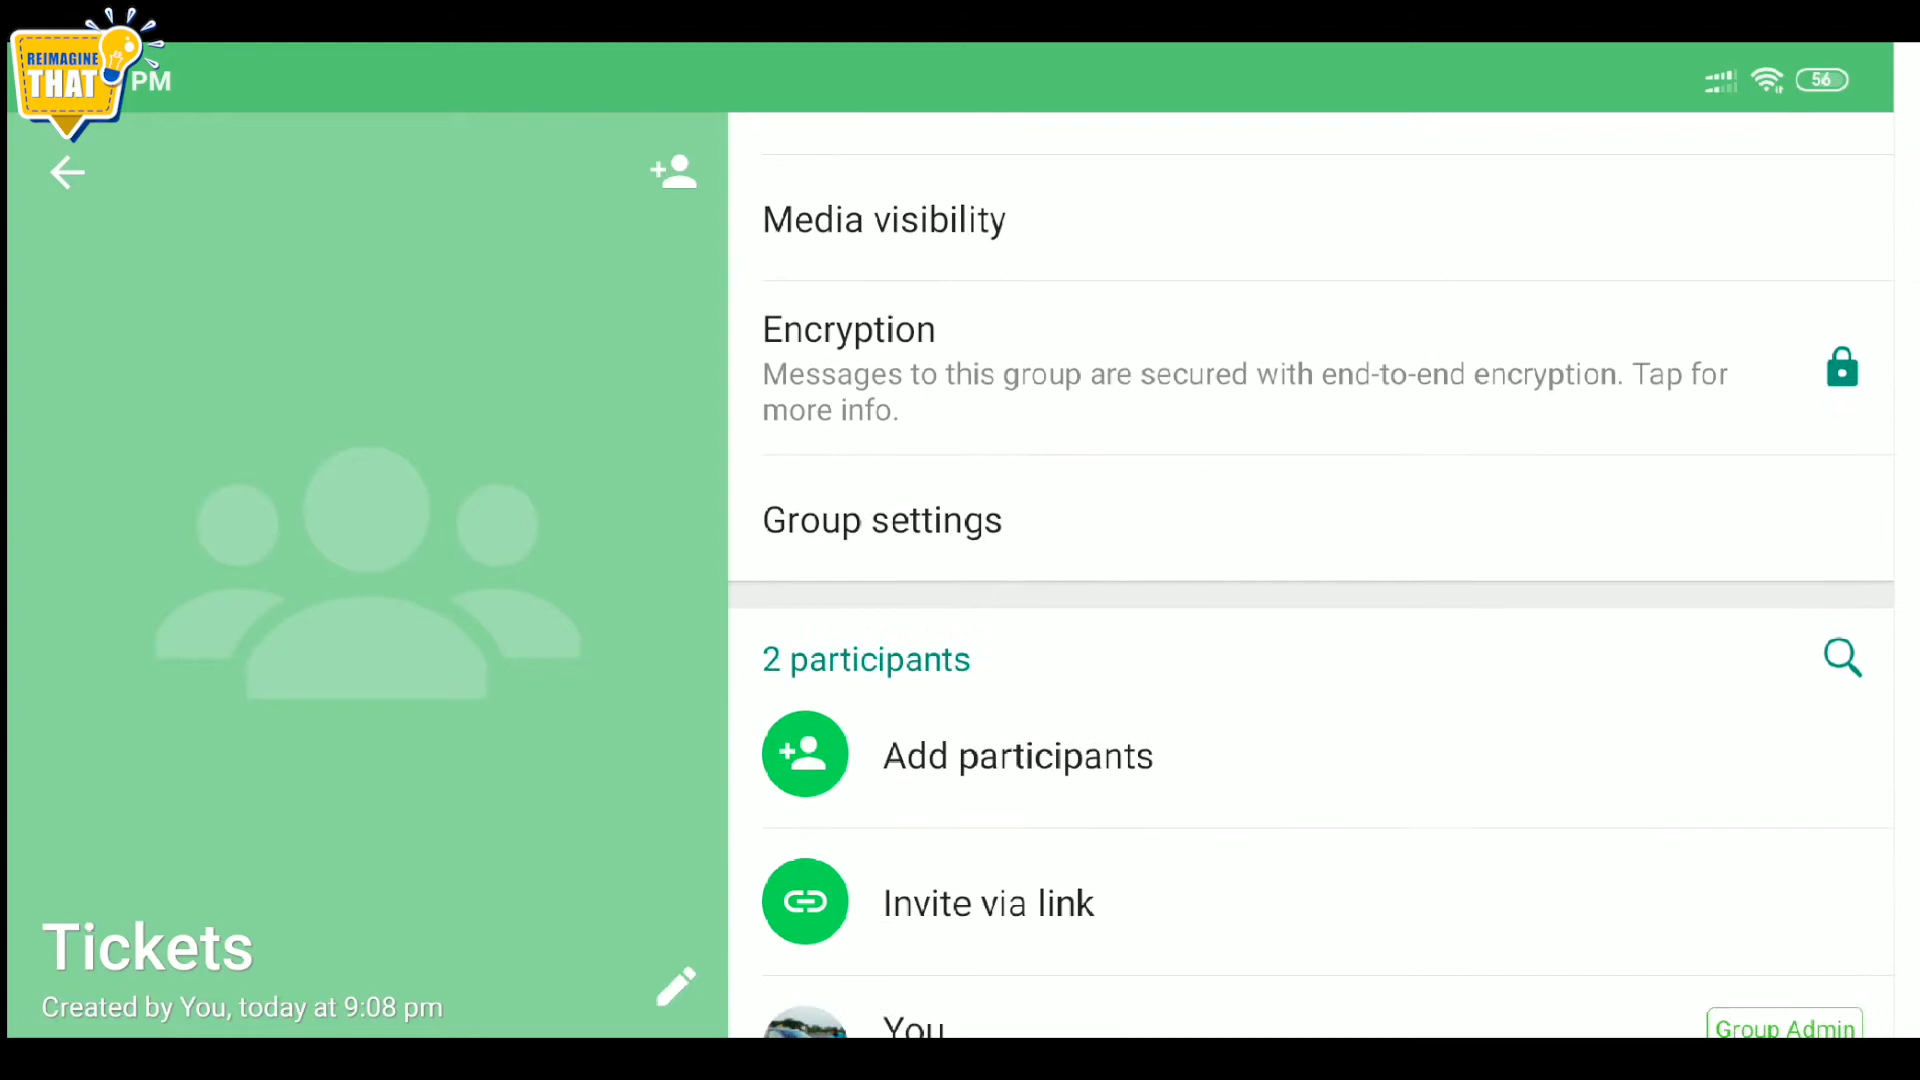 REIMAGINE
THAT
PM
56
Media visibility
Encryption
Messages to this group are secured with end-to-end encryption. Tap for
more info.
Group settings
2 participants
Add participants
Invite via link
You
Group Admin
Tickets
Created by You, today at 9:08 pm